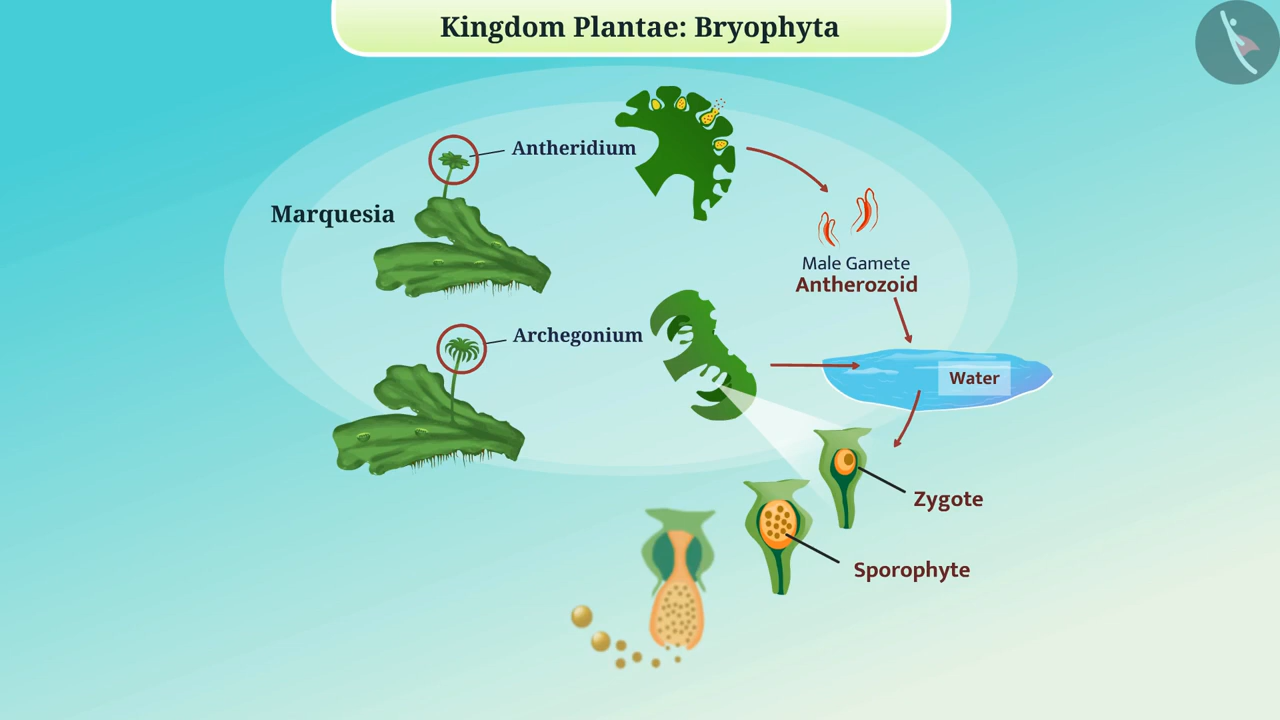 Kingdom Plantae: Bryophyta
Antheridium
Marquesia
Male Gamete
Antherozoid
Archegonium
Water
Zygote
Sporophyte